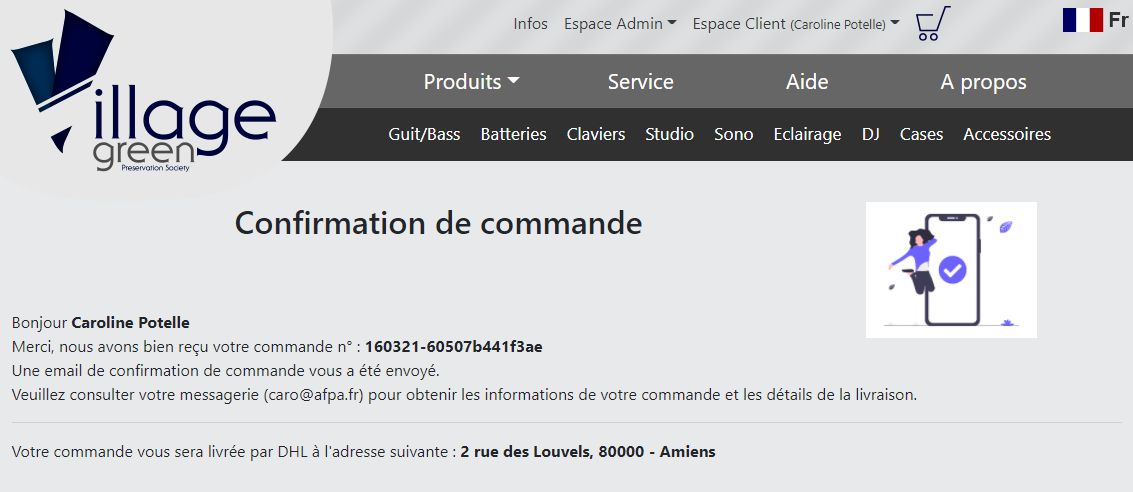 Infos Espace Admin Espace Client (Caroline Potelle) Fr
Village
green
Preservation Society
Produits Service Aide A propos
Guit/Bass Batteries Claviers Studio Sono Eclairage DJ Cases Accessoires
Confirmation de commande
Bonjour Caroline Potelle
Merci, nous avons bien reçu votre commande n° : 160321-60507b441f3ae
Une email de confirmation de commande vous a été envoyé.
Veuillez consulter votre messagerie (caro@afpa.fr) pour obtenir les informations de votre commande et les détails de la livraison.
Votre commande vous sera livrée par DHL à l'adresse suivante : 2 rue des Louvels, 80000 - Amiens